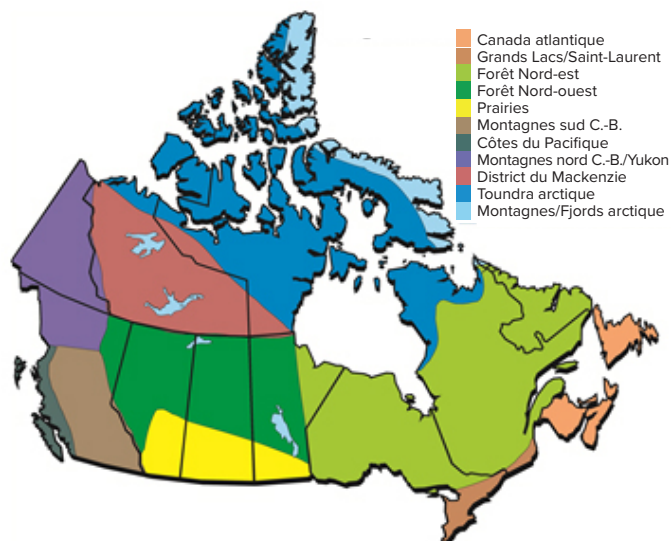 Canada atlantique
Grands Lacs/Saint-Laurent
Forêt Nord-est
Forêt Nord-ouest
Prairies
Montagnes sud C.-B.
Côtes du Pacifique
Montagnes nord C.-B./Yukon
District du Mackenzie
Toundra arctique
Montagnes/Fjords arctique